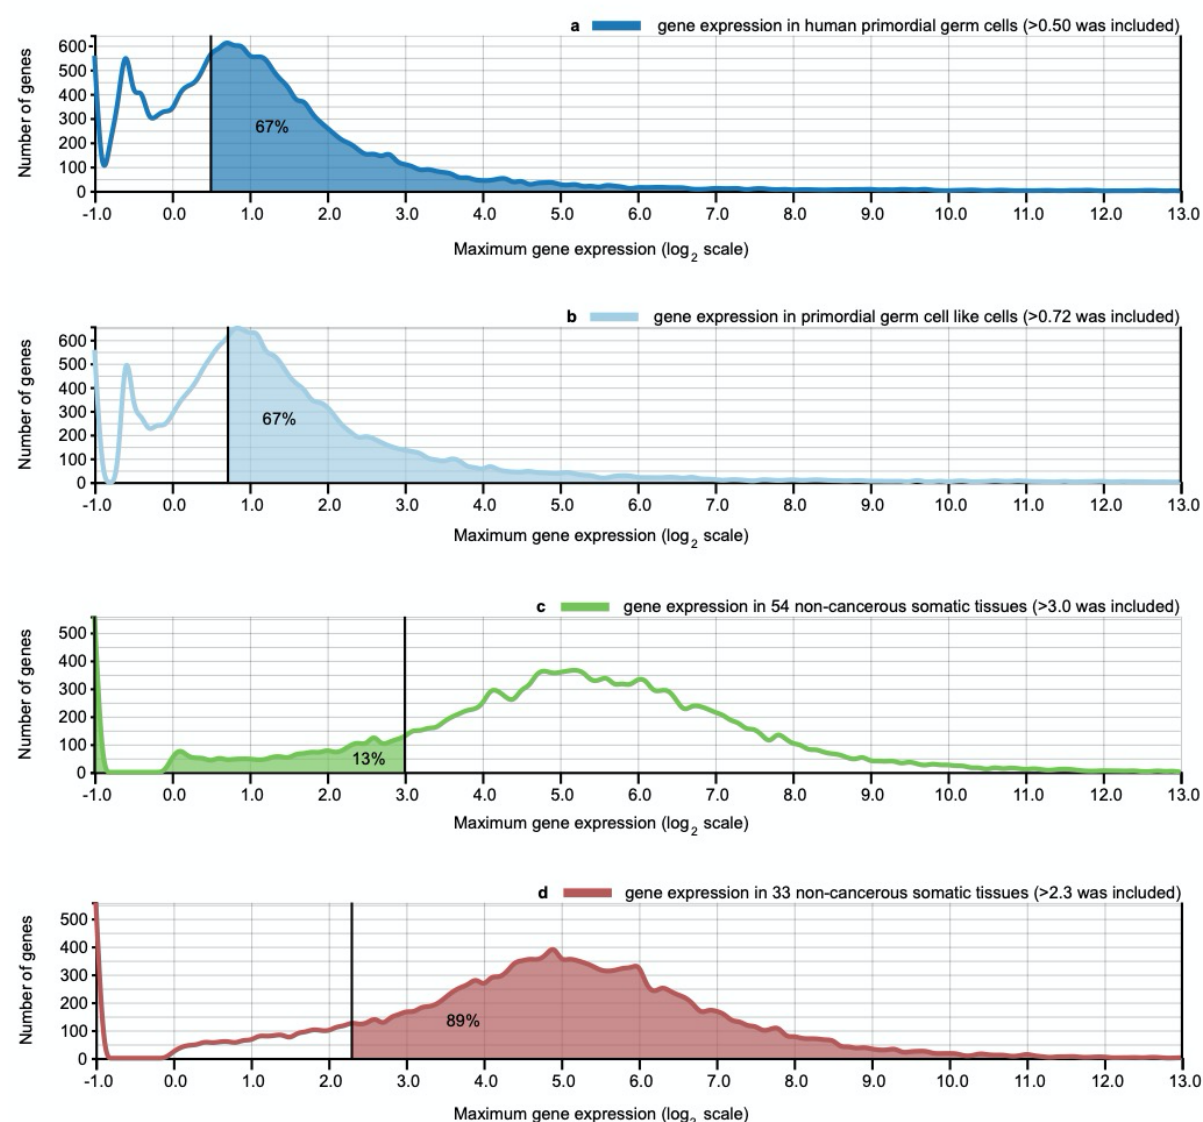 a gene expression in human primordial germ cells (>0.50 was included)
Number of genes
600
500
400
300
200
100
0
67%
-1.0 0.0 1.0 2.0 3.0 4.0 5.0 6.0 7.0 8.0 9.0 10.0 11.0 12.0 13.0
Maximum gene expression (log2 scale)
b gene expression in primordial germ cell like cells (>0.72 was included)
Number of genes
600
500
400
300
200
100
0
67%
-1.0 0.0 1.0 2.0 3.0 4.0 5.0 6.0 7.0 8.0 9.0 10.0 11.0 12.0 13.0
Maximum gene expression (log2 scale)
c gene expression in 54 non-cancerous somatic tissues (>3.0 was included)
Number of genes
500
400
300
200
100
0
13%
-1.0 0.0 1.0 2.0 3.0 4.0 5.0 6.0 7.0 8.0 9.0 10.0 11.0 12.0 13.0
Maximum gene expression (log2 scale)
d gene expression in 33 non-cancerous somatic tissues (>2.3 was included)
Number of genes
500
400
300
200
100
0
89%
-1.0 0.0 1.0 2.0 3.0 4.0 5.0 6.0 7.0 8.0 9.0 10.0 11.0 12.0 13.0
Maximum gene expression (log2 scale)